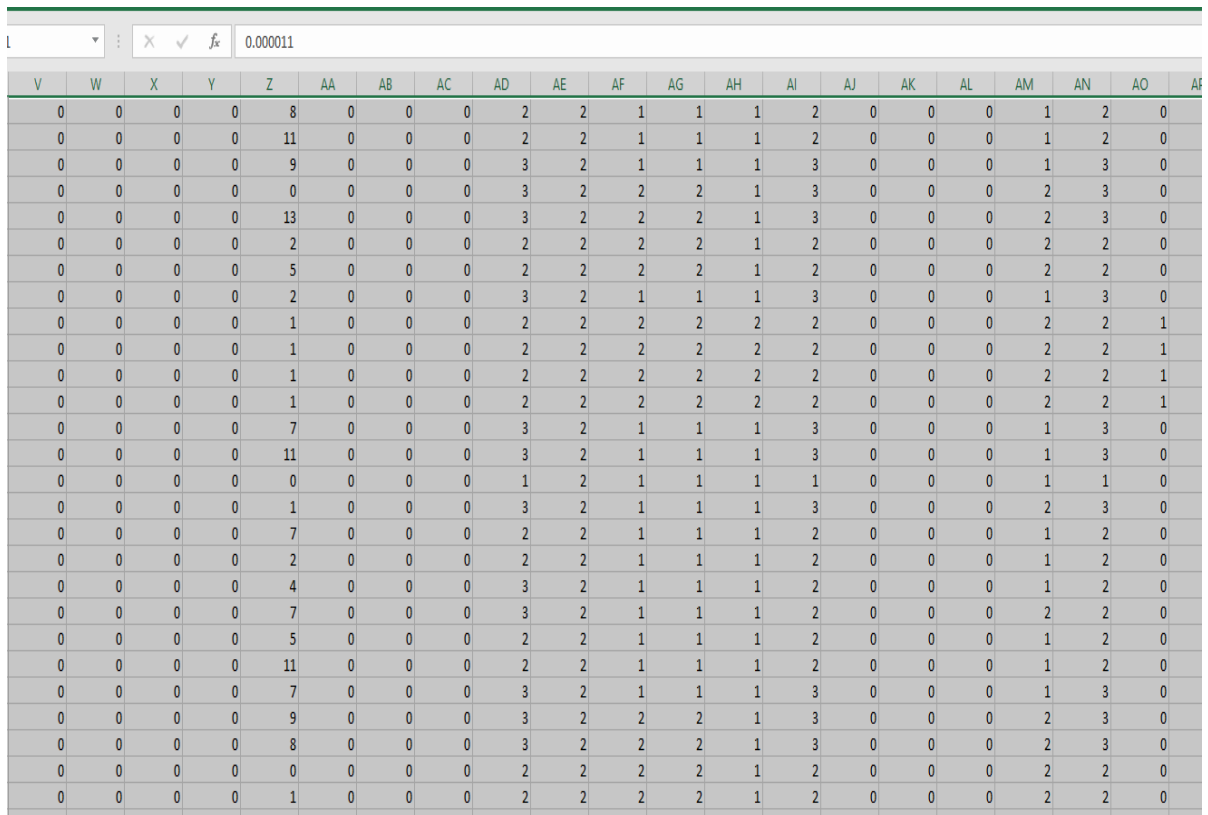 1 fx 0.000011
V W X Y Z AA AB AC AD AE AF AG AH AI AJ AK AL AM AN AO AP
0 0 0 0 8 0 0 0 2 2 1 1 1 2 0 0 0 1 2 0
0 0 0 0 11 0 0 0 2 2 1 1 1 2 0 0 0 1 2 0
0 0 0 0 9 0 0 0 3 2 1 1 1 3 0 0 0 1 3 0
0 0 0 0 0 0 0 0 3 2 2 2 1 3 0 0 0 2 3 0
0 0 0 0 13 0 0 0 3 2 2 2 1 3 0 0 0 2 3 0
0 0 0 0 2 0 0 0 2 2 2 2 1 2 0 0 0 2 2 0
0 0 0 0 5 0 0 0 2 2 2 2 1 2 0 0 0 2 2 0
0 0 0 0 2 0 0 0 3 2 1 1 1 3 0 0 0 1 3 0
0 0 0 0 1 0 0 0 2 2 2 2 2 2 0 0 0 2 2 1
0 0 0 0 1 0 0 0 2 2 2 2 2 2 0 0 0 2 2 1
0 0 0 0 1 0 0 0 2 2 2 2 2 2 0 0 0 2 2 1
0 0 0 0 1 0 0 0 2 2 2 2 2 2 0 0 0 2 2 1
0 0 0 0 7 0 0 0 3 2 1 1 1 3 0 0 0 1 3 0
0 0 0 0 11 0 0 0 3 2 1 1 1 3 0 0 0 1 3 0
0 0 0 0 0 0 0 0 1 2 1 1 1 1 0 0 0 1 1 0
0 0 0 0 1 0 0 0 3 2 1 1 1 3 0 0 0 2 3 0
0 0 0 0 7 0 0 0 2 2 1 1 1 2 0 0 0 1 2 0
0 0 0 0 2 0 0 0 2 2 1 1 1 2 0 0 0 1 2 0
0 0 0 0 4 0 0 0 3 2 1 1 1 2 0 0 0 1 2 0
0 0 0 0 7 0 0 0 3 2 1 1 1 2 0 0 0 2 2 0
0 0 0 0 5 0 0 0 2 2 1 1 1 2 0 0 0 1 2 0
0 0 0 0 11 0 0 0 2 2 1 1 1 2 0 0 0 1 2 0
0 0 0 0 7 0 0 0 3 2 1 1 1 3 0 0 0 1 3 0
0 0 0 0 9 0 0 0 3 2 2 2 1 3 0 0 0 2 3 0
0 0 0 0 8 0 0 0 3 2 2 2 1 3 0 0 0 2 3 0
0 0 0 0 0 0 0 0 2 2 2 2 1 2 0 0 0 2 2 0
0 0 0 0 1 0 0 0 2 2 2 2 1 2 0 0 0 2 2 0